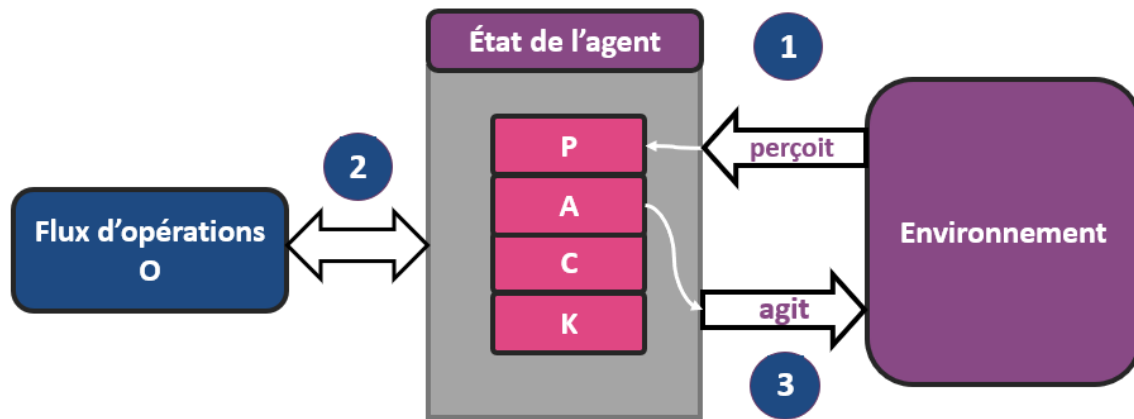 État de l'agent
1
P
perçoit
2
A
Flux d'opérations
O
Environnement
C
K
agit
3